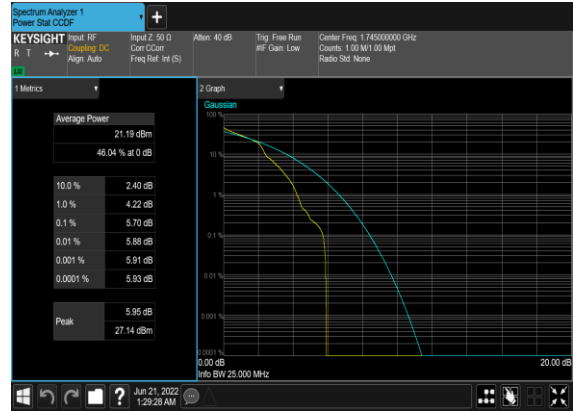 Spectrum Analyzer 1
Power Stat CCDF
KEYSIGHT
R T
LXI
Input: RF
Coupling: DC
Align: Auto
Input Z: 50 Ω
Corr CCorr
Freq Ref: Int (S)
Atten: 40 dB
Trig: Free Run
#IF Gain: Low
Center Freq: 1.745000000 GHz
Counts: 1.00 M/1.00 Mpt
Radio Std: None
1 Metrics
Average Power
21.19 dBm
46.04 % at 0 dB
10.0 % 2.40 dB
1.0 % 4.22 dB
0.1 % 5.70 dB
0.01 % 5.88 dB
0.001 % 5.91 dB
0.0001 % 5.93 dB
Peak
5.95 dB
27.14 dBm
2 Graph
Gaussian
100 %
10 %
1 %
0.1 %
0.01 %
0.001 %
0.0001 %
0.00 dB
20.00 dB
Info BW 25.000 MHz
?
Jun 21, 2022
1:29:28 AM